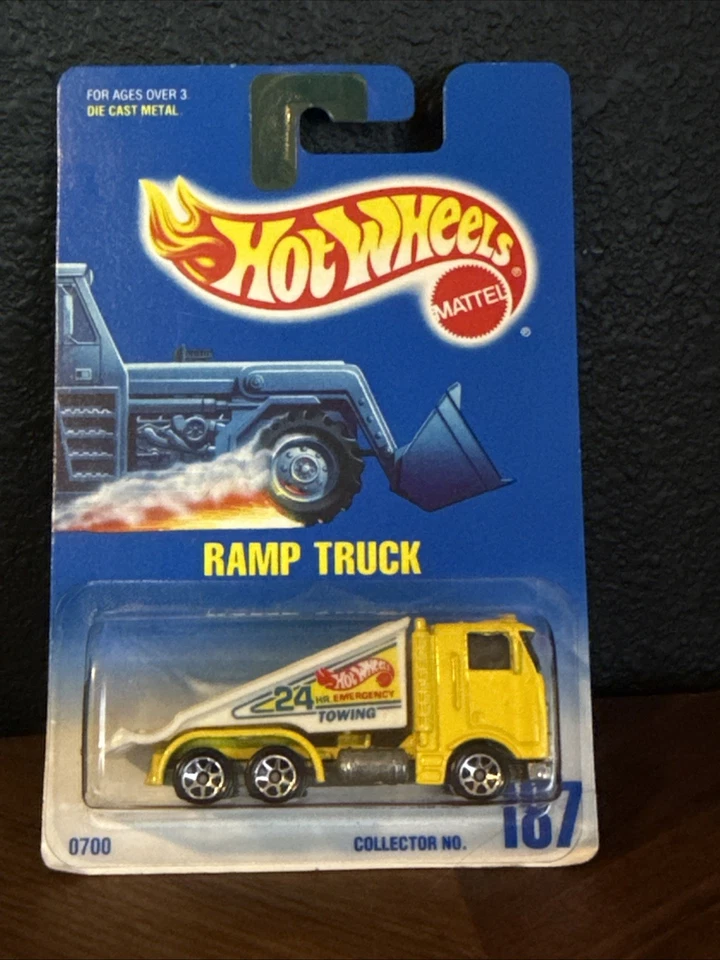 FOR AGES OVER 3.
DIE CAST METAL.
HOT WHEELS®
MATTEL
®
RAMP TRUCK
HOT WHEELS
24 HR. EMERGENCY
TOWING
0700
COLLECTOR NO. 187